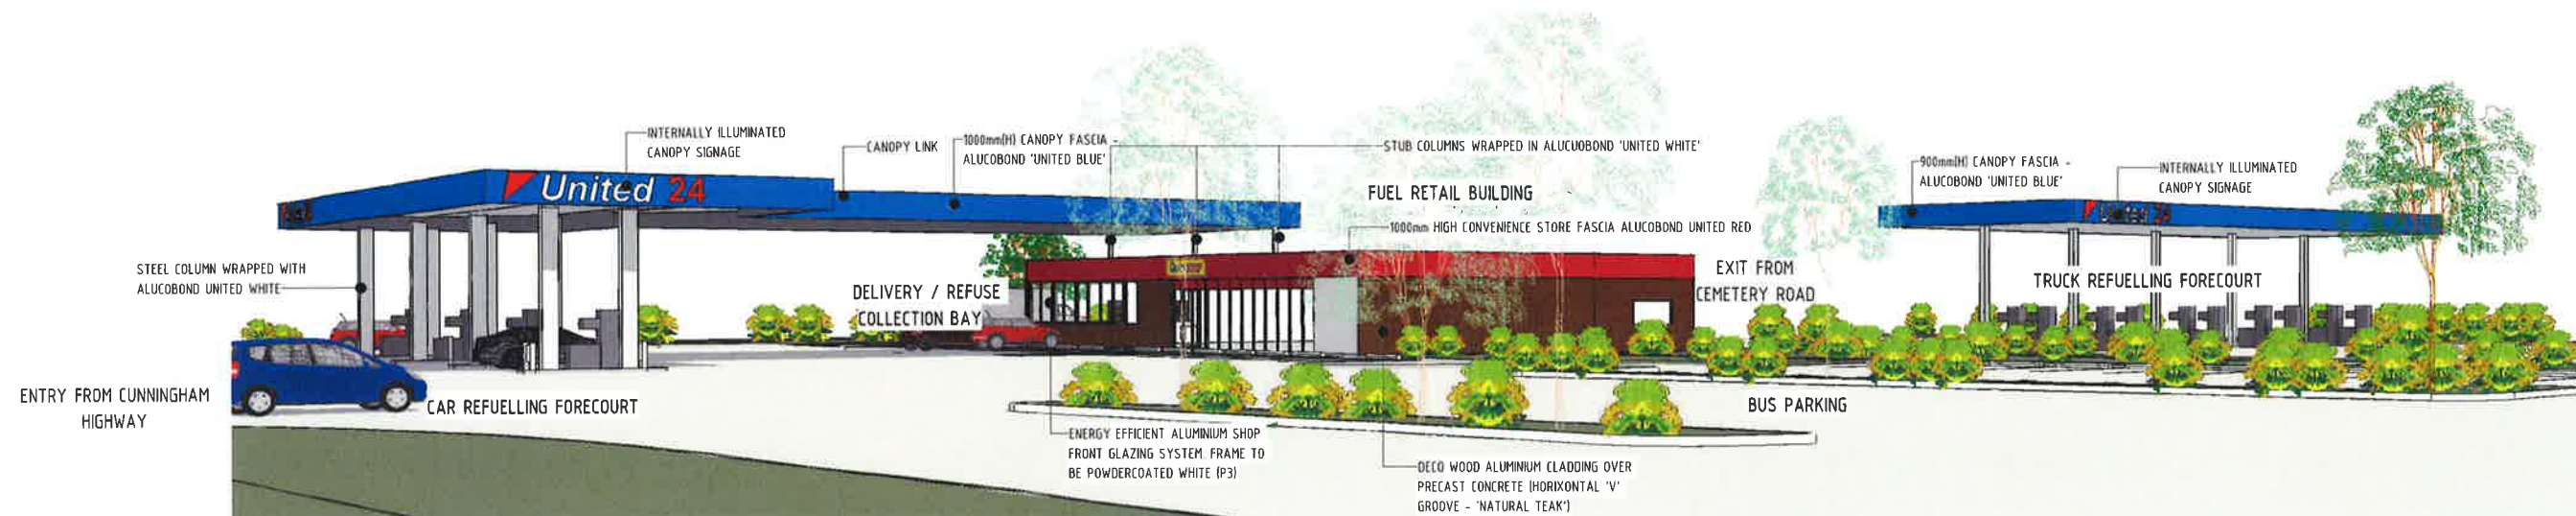 INTERNALLY ILLUMINATED
CANOPY SIGNAGE
CANOPY LINK
1000mm(H) CANOPY FASCIA -
ALUCOBOND 'UNITED BLUE'
STUB COLUMNS WRAPPED IN ALUCUOBOND 'UNITED WHITE'
FUEL RETAIL BUILDING
1000mm HIGH CONVENIENCE STORE FASCIA ALUCOBOND UNITED RED
900mm(H) CANOPY FASCIA -
ALUCOBOND 'UNITED BLUE'
INTERNALLY ILLUMINATED
CANOPY SIGNAGE
United 24
United 24
STEEL COLUMN WRAPPED WITH
ALUCOBOND UNITED WHITE
DELIVERY / REFUSE
COLLECTION BAY
EXIT FROM
CEMETERY ROAD
TRUCK REFUELLING FORECOURT
ENTRY FROM CUNNINGHAM
HIGHWAY
CAR REFUELLING FORECOURT
BUS PARKING
ENERGY EFFICIENT ALUMINIUM SHOP
FRONT GLAZING SYSTEM. FRAME TO
BE POWDERCOATED WHITE (P3)
DECO WOOD ALUMINIUM CLADDING OVER
PRECAST CONCRETE (HORIXONTAL 'V'
GROOVE - 'NATURAL TEAK')